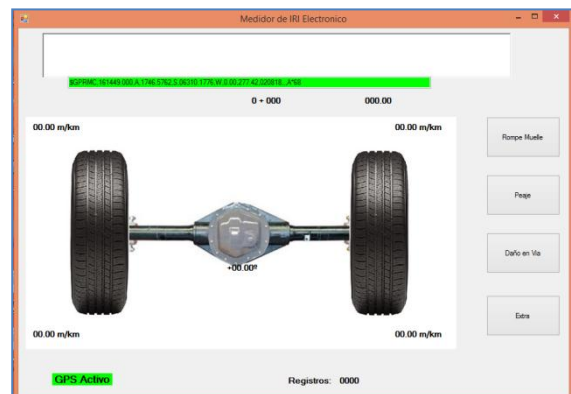 Medidor de IRI Electronico
$GPRMC,161449.000,A,1746.5762,S,06310.1776,W,0.00,277.42,020818,,,A*68
0 + 000 000.00
00.00 m/km 00.00 m/km
Rompe Muelle
Peaje
Daño en Via
+00.00º
Extra
00.00 m/km 00.00 m/km
GPS Activo Registros: 0000